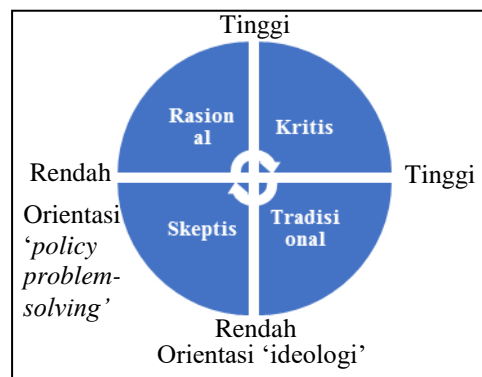 Tinggi
Rasion
al
Kritis
Rendah
Tinggi
Orientasi
‘policy
problem-
solving’
Skeptis
Tradisi
onal
Rendah
Orientasi ‘ideologi’